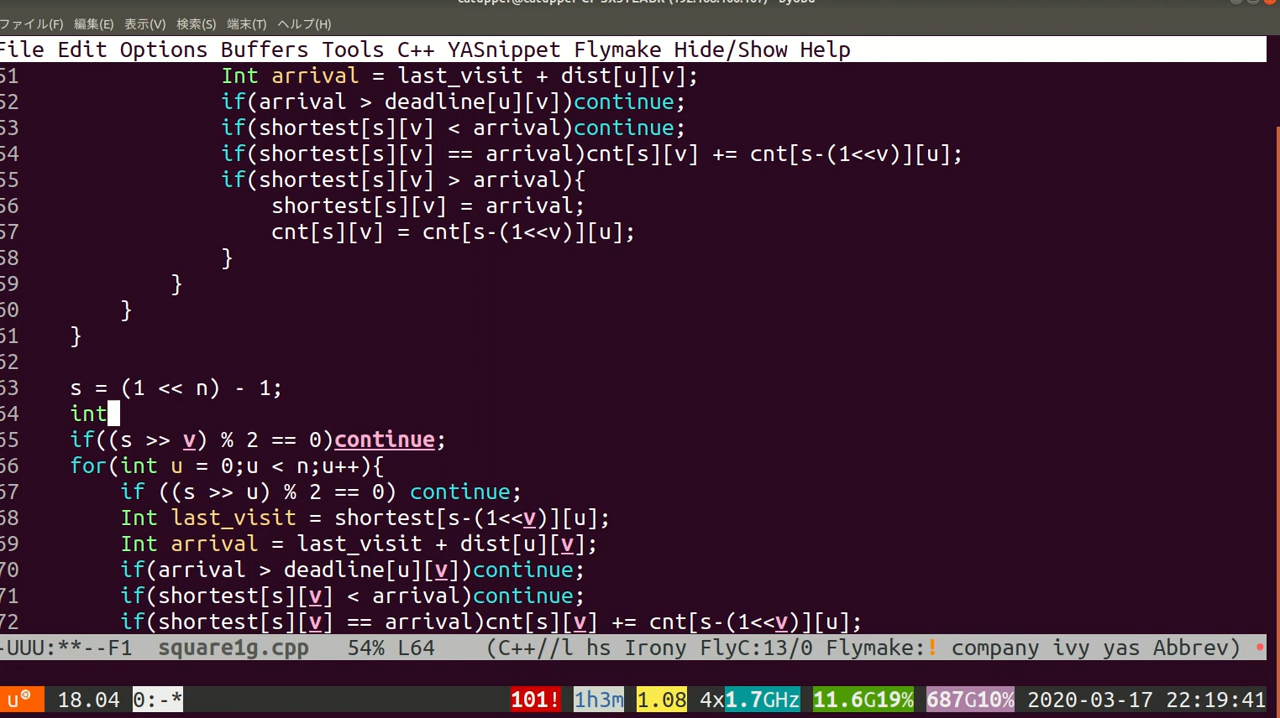 ファイル(F) 編集(E) 表示(V) 検索(S) 端末(T) ヘルプ(H)
File Edit Options Buffers Tools C++ YASnippet Flymake Hide/Show Help
51 Int arrival = last_visit + dist[u][v];
52 if(arrival > deadline[u][v])continue;
53 if(shortest[s][v] < arrival)continue;
54 if(shortest[s][v] == arrival)cnt[s][v] += cnt[s-(1<<v)][u];
55 if(shortest[s][v] > arrival){
56 shortest[s][v] = arrival;
57 cnt[s][v] = cnt[s-(1<<v)][u];
58 }
59 }
60 }
61 }
62
63 s = (1 << n) - 1;
64 int
65 if((s >> v) % 2 == 0)continue;
66 for(int u = 0;u < n;u++){
67 if ((s >> u) % 2 == 0) continue;
68 Int last_visit = shortest[s-(1<<v)][u];
69 Int arrival = last_visit + dist[u][v];
70 if(arrival > deadline[u][v])continue;
71 if(shortest[s][v] < arrival)continue;
72 if(shortest[s][v] == arrival)cnt[s][v] += cnt[s-(1<<v)][u];
-UUU:**--F1 square1g.cpp 54% L64 (C++//l hs Irony FlyC:13/0 Flymake:! company ivy yas Abbrev)
u 18.04 0:-* 101! 1h3m 1.08 4x1.7GHz 11.6G19% 687G10% 2020-03-17 22:19:41